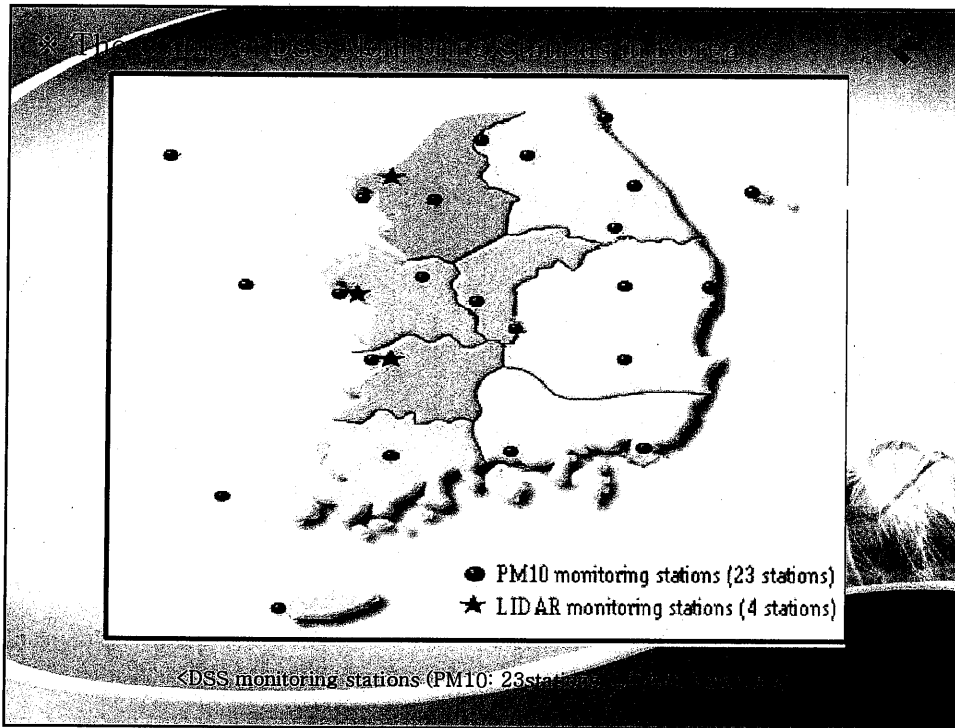 ※ The DSS Monitoring Stations in Korea
PM10 monitoring stations (23 stations)
LIDAR monitoring stations (4 stations)
<DSS monitoring stations (PM10: